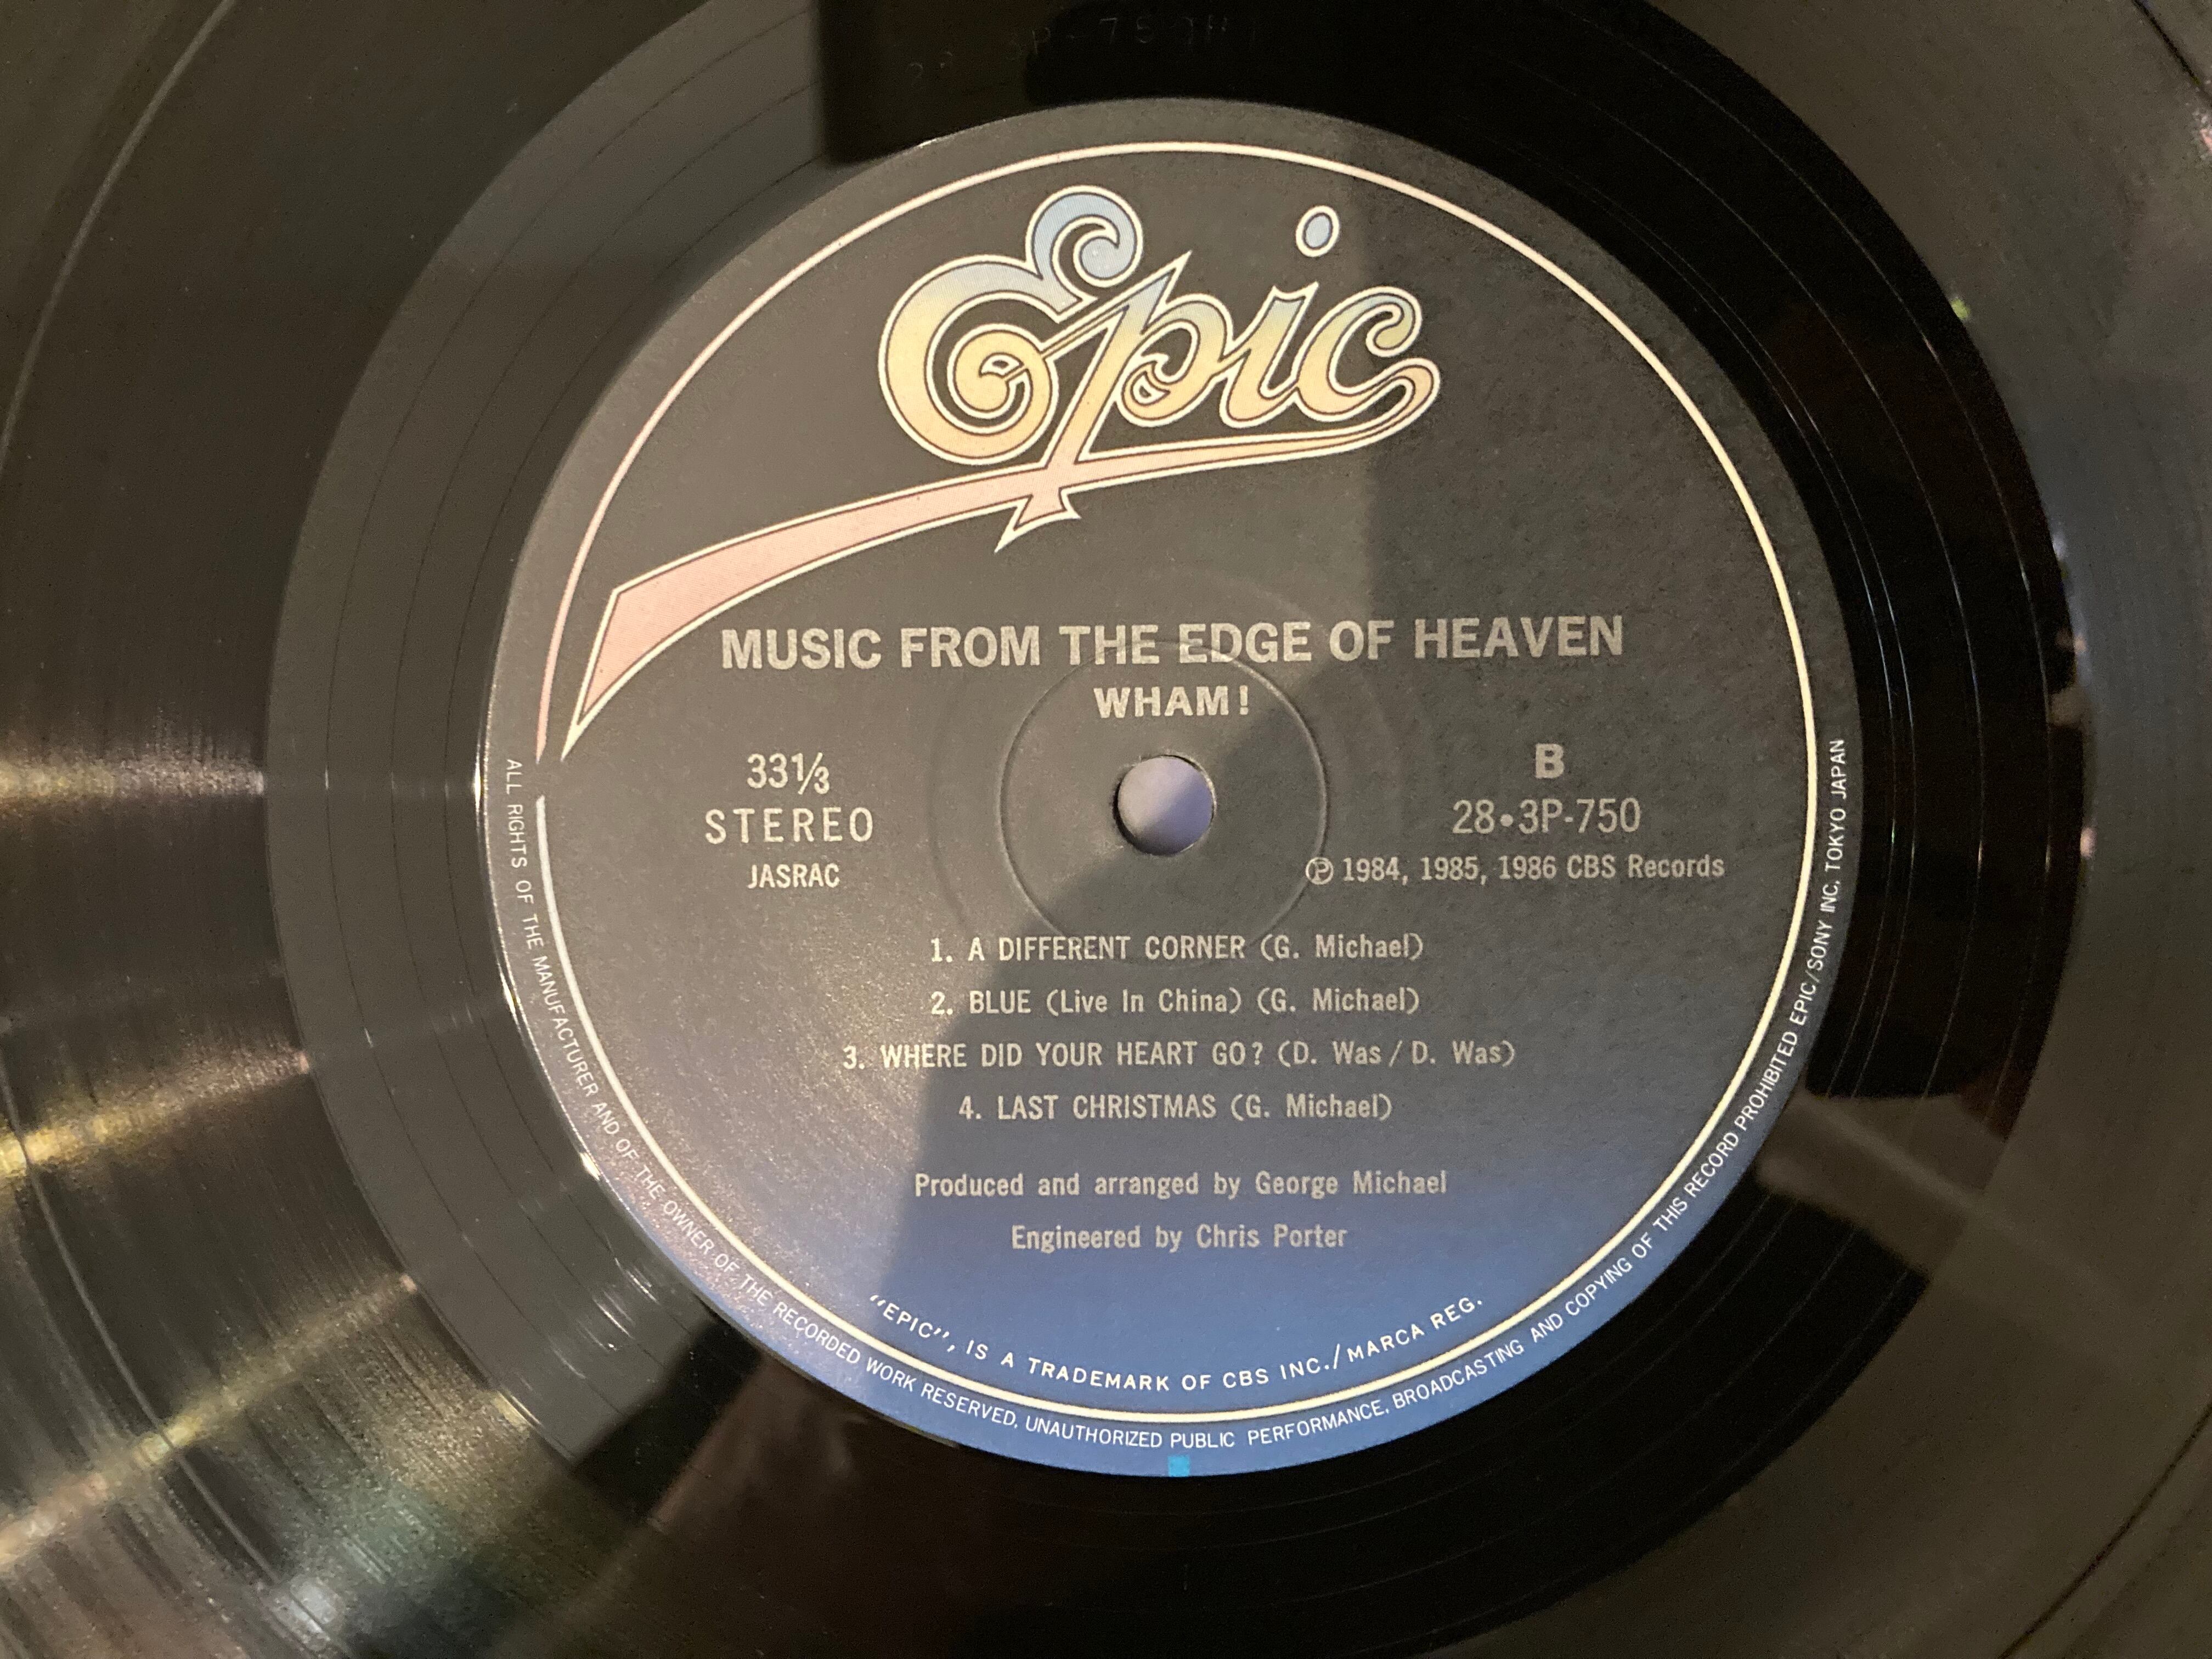 Epic
MUSIC FROM THE EDGE OF HEAVEN
WHAM!
33⅓
STEREO
JASRAC
B
28•3P-750
Ⓟ 1984, 1985, 1986 CBS Records
1. A DIFFERENT CORNER (G. Michael)
2. BLUE (Live In China) (G. Michael)
3. WHERE DID YOUR HEART GO? (D. Was / D. Was)
4. LAST CHRISTMAS (G. Michael)
Produced and arranged by George Michael
Engineered by Chris Porter
"EPIC", IS A TRADEMARK OF CBS INC./MARCA REG.
ALL RIGHTS OF THE MANUFACTURER AND OF THE OWNER OF THE RECORDED WORK RESERVED, UNAUTHORIZED PUBLIC PERFORMANCE, BROADCASTING AND COPYING OF THIS RECORD PROHIBITED EPIC/SONY INC, TOKYO JAPAN